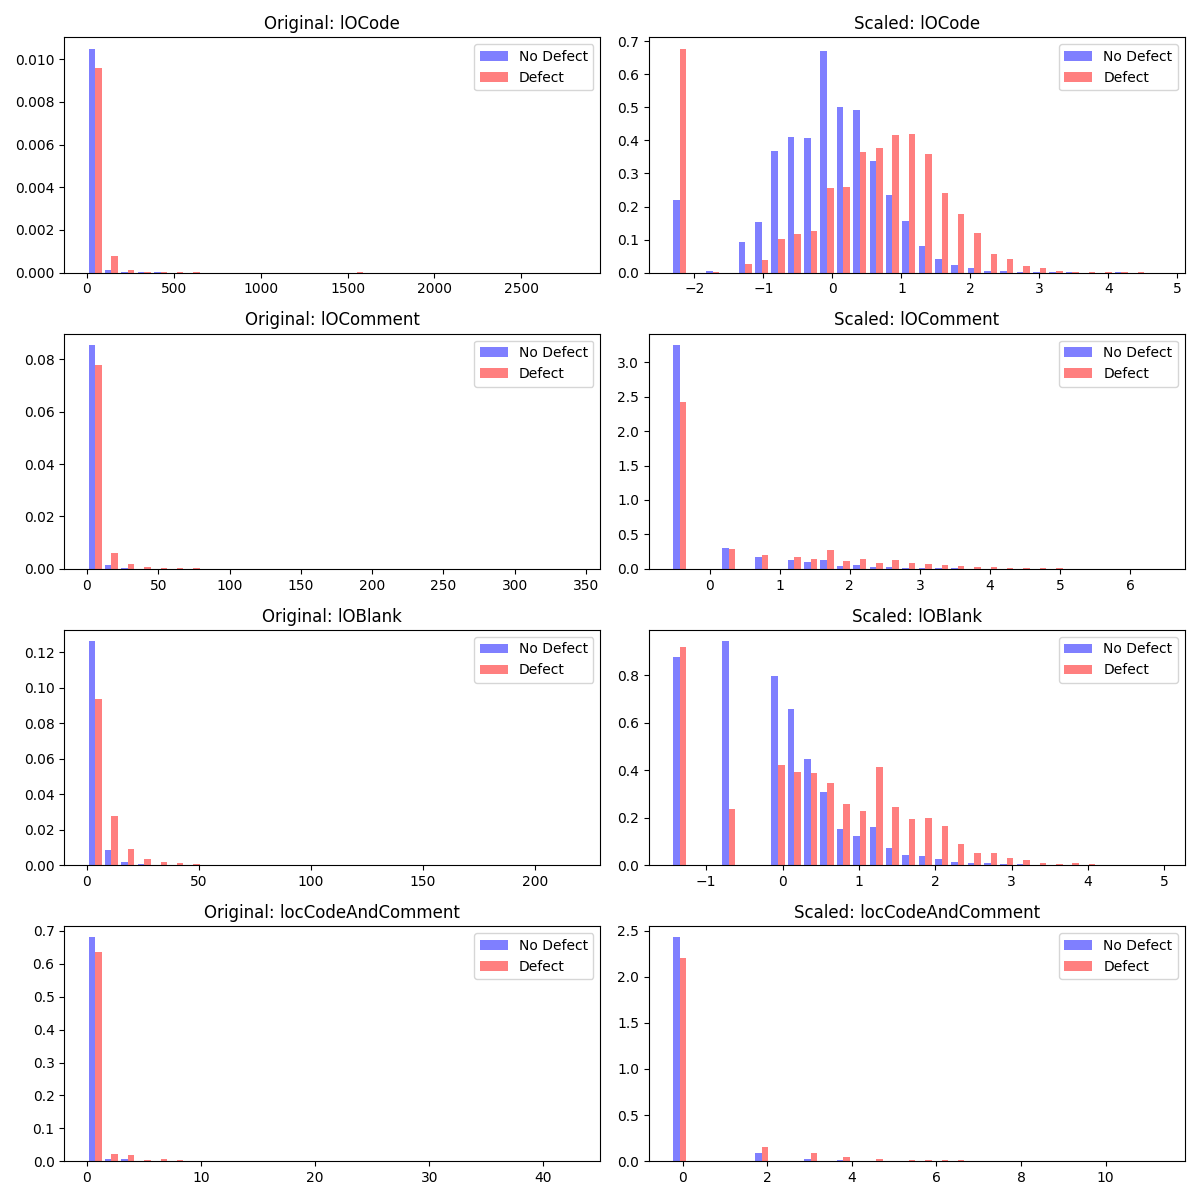 Original: lOCode
0.010
0.008
0.006
0.004
0.002
0.000
0 500 1000 1500 2000 2500
No Defect
Defect
Scaled: lOCode
0.7
0.6
0.5
0.4
0.3
0.2
0.1
0.0
−2 −1 0 1 2 3 4 5
No Defect
Defect
Original: lOComment
0.08
0.06
0.04
0.02
0.00
0 50 100 150 200 250 300 350
No Defect
Defect
Scaled: lOComment
3.0
2.5
2.0
1.5
1.0
0.5
0.0
0 1 2 3 4 5 6
No Defect
Defect
Original: lOBlank
0.12
0.10
0.08
0.06
0.04
0.02
0.00
0 50 100 150 200
No Defect
Defect
Scaled: lOBlank
0.8
0.6
0.4
0.2
0.0
−1 0 1 2 3 4 5
No Defect
Defect
Original: locCodeAndComment
0.7
0.6
0.5
0.4
0.3
0.2
0.1
0.0
0 10 20 30 40
No Defect
Defect
Scaled: locCodeAndComment
2.5
2.0
1.5
1.0
0.5
0.0
0 2 4 6 8 10
No Defect
Defect